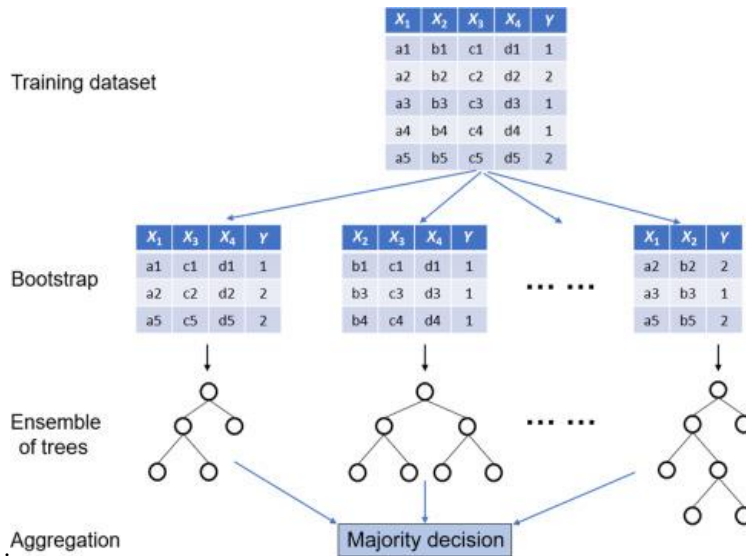 X₁ X₂ X₃ X₄ Y
a1 b1 c1 d1 1
Training dataset a2 b2 c2 d2 2
a3 b3 c3 d3 1
a4 b4 c4 d4 1
a5 b5 c5 d5 2
X₁ X₃ X₄ Y X₂ X₃ X₄ Y X₁ X₂ Y
a1 c1 d1 1 b1 c1 d1 1 a2 b2 2
Bootstrap a2 c2 d2 2 b3 c3 d3 1 ... ... a3 b3 1
a5 c5 d5 2 b4 c4 d4 1 a5 b5 2
Ensemble ... ...
of trees
Aggregation Majority decision